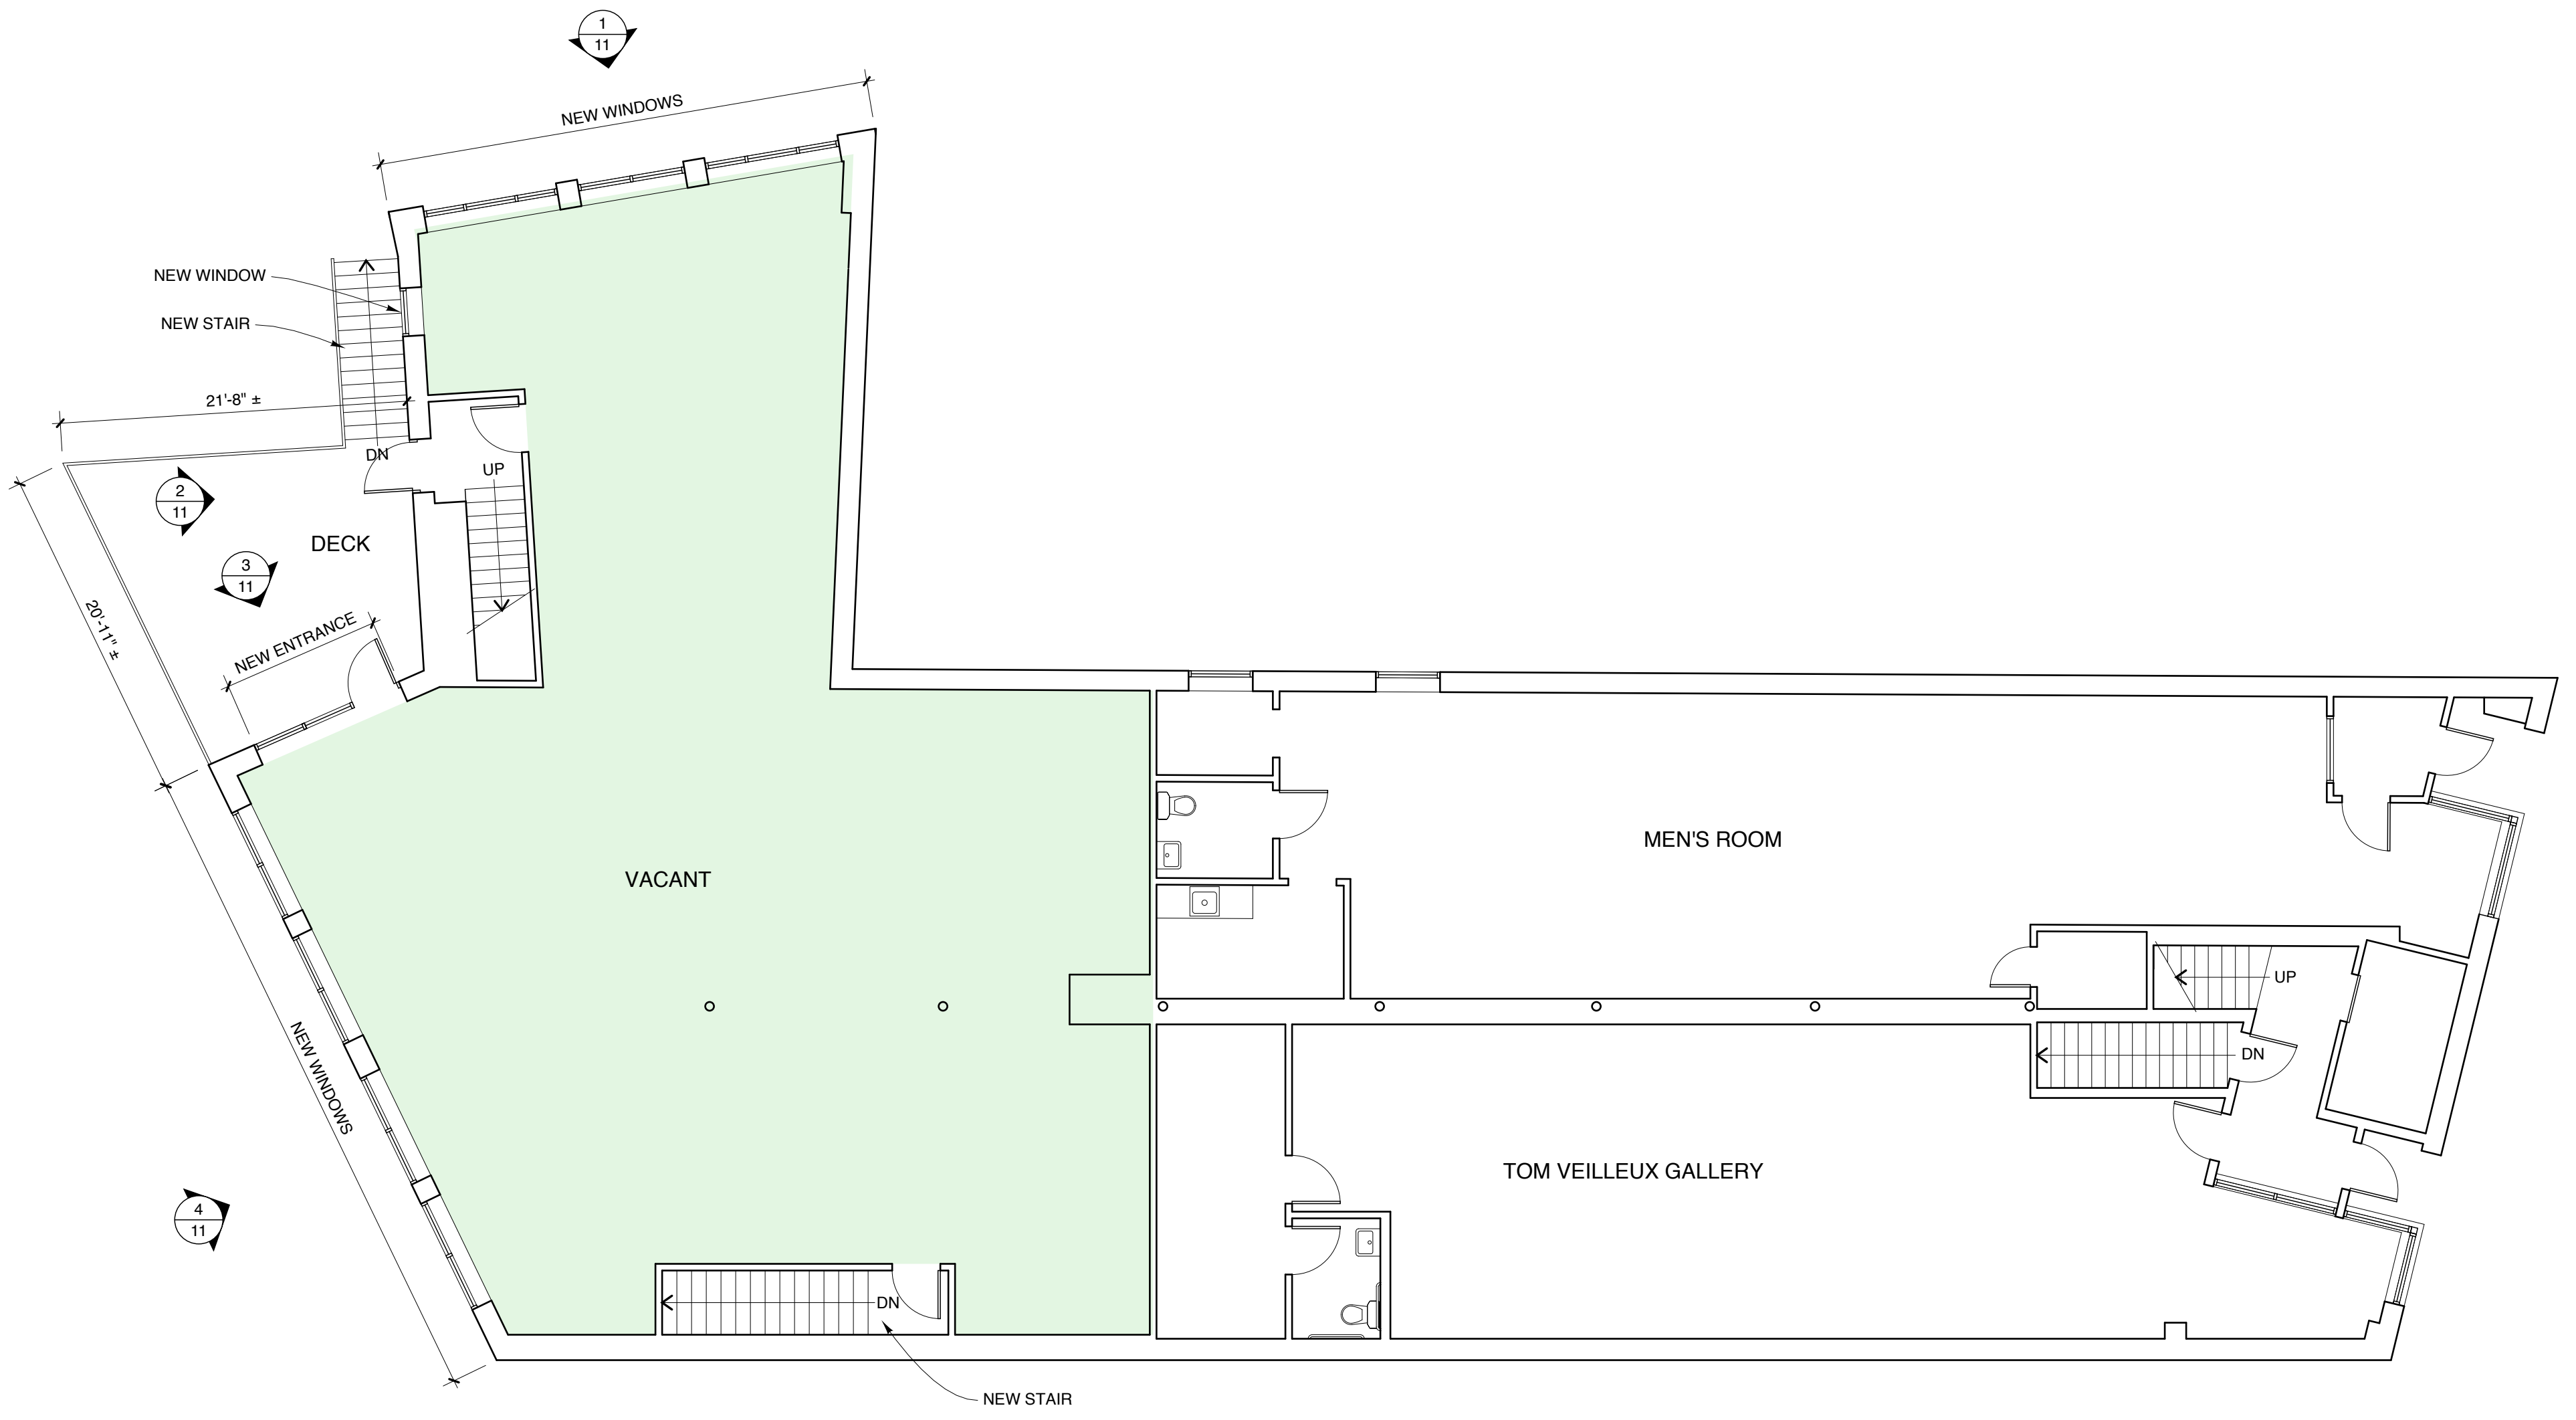 1
11
NEW WINDOWS
NEW WINDOW
NEW STAIR
21'-8" ±
DN
UP
2
11
DECK
3
11
20'-11" ±
NEW ENTRANCE
MEN'S ROOM
VACANT
UP
NEW WINDOWS
DN
TOM VEILLEUX GALLERY
4
11
DN
NEW STAIR